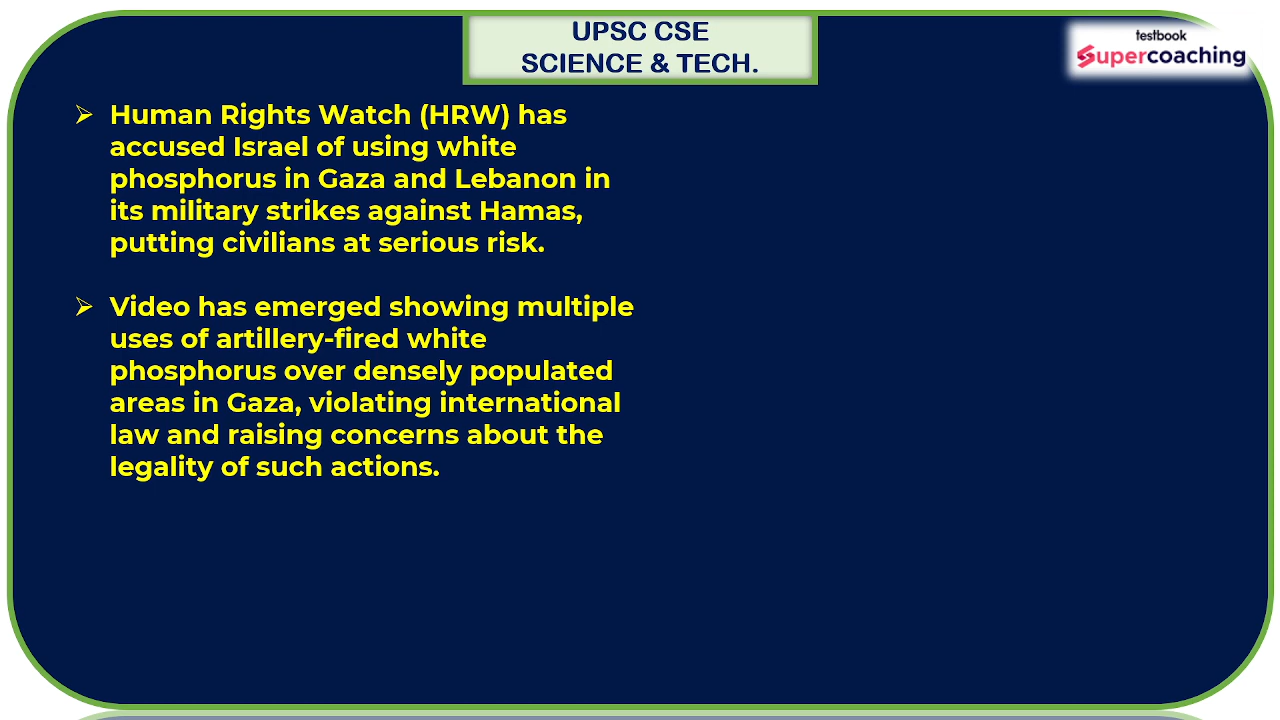 UPSC CSE
SCIENCE & TECH.
testbook
Supercoaching
➢ Human Rights Watch (HRW) has
accused Israel of using white
phosphorus in Gaza and Lebanon in
its military strikes against Hamas,
putting civilians at serious risk.
➢ Video has emerged showing multiple
uses of artillery-fired white
phosphorus over densely populated
areas in Gaza, violating international
law and raising concerns about the
legality of such actions.